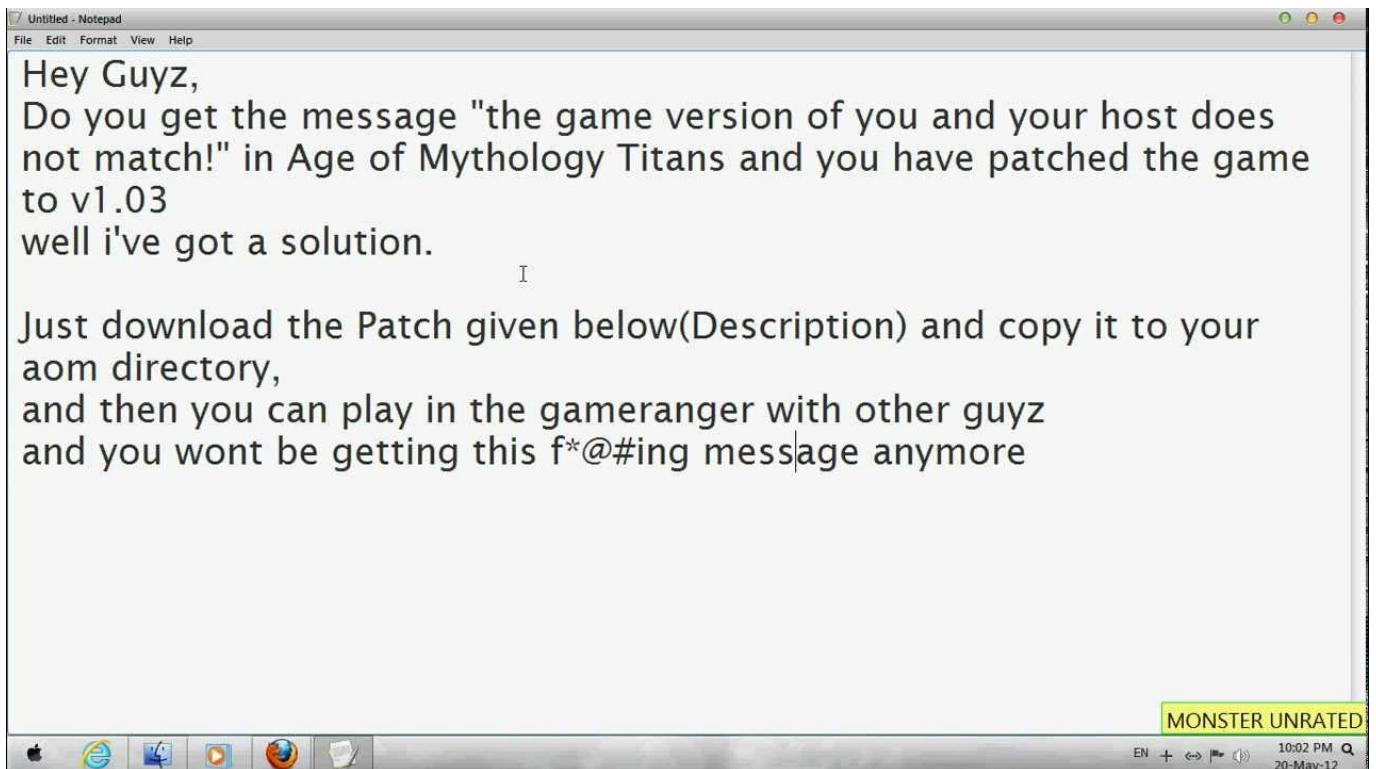 Untitled - Notepad
File Edit Format View Help
Hey Guyz,
Do you get the message "the game version of you and your host does
not match!" in Age of Mythology Titans and you have patched the game
to v1.03
well i've got a solution.
Just download the Patch given below(Description) and copy it to your
aom directory,
and then you can play in the gameranger with other guyz
and you wont be getting this f*@#ing message anymore
MONSTER UNRATED
EN
10:02 PM
20-May-12